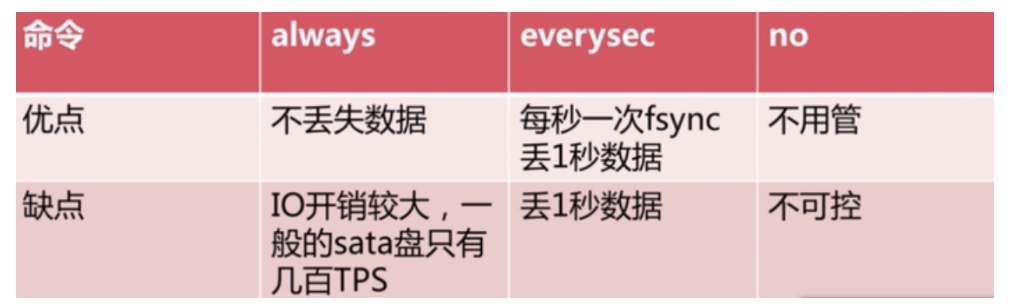 命令 always everysec no
优点 不丢失数据 每秒一次fsync 不用管
丢1秒数据
缺点 IO开销较大，一 丢1秒数据 不可控
般的sata盘只有
几百TPS